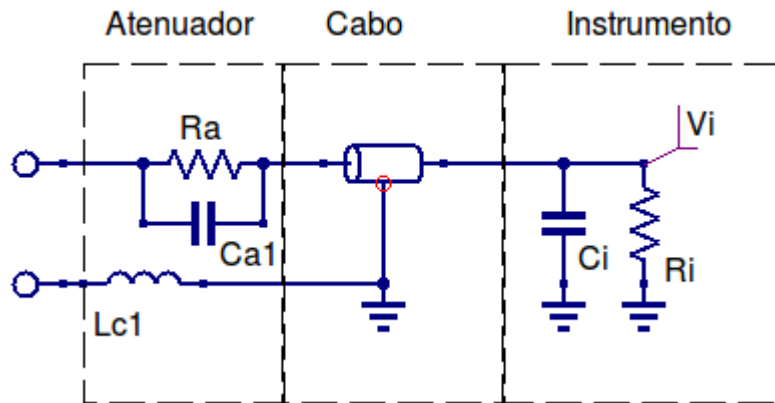 Atenuador
Cabo
Instrumento
Ra
Vi
Ca1
Ci
Ri
Lc1